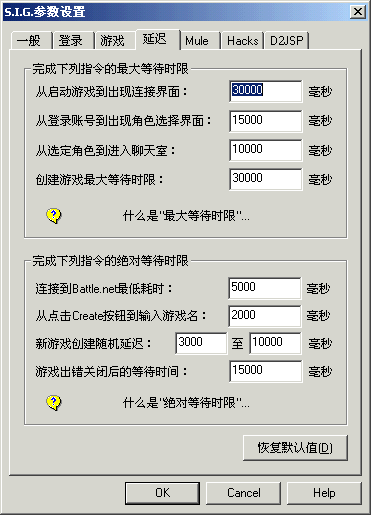 S.I.G.参数设置
一般 登录 游戏 延迟 Mule Hacks D2JSP
完成下列指令的最大等待时限
从启动游戏到出现连接界面： 30000 毫秒
从登录账号到出现角色选择界面： 15000 毫秒
从选定角色到进入聊天室： 10000 毫秒
创建游戏最大等待时限： 30000 毫秒
什么是"最大等待时限"...
完成下列指令的绝对等待时限
连接到Battle.net最低耗时： 5000 毫秒
从点击Create按钮到输入游戏名： 2000 毫秒
新游戏创建随机延迟： 3000 至 10000 毫秒
游戏出错关闭后的等待时间： 15000 毫秒
什么是"绝对等待时限"...
恢复默认值(D)
OK Cancel Help